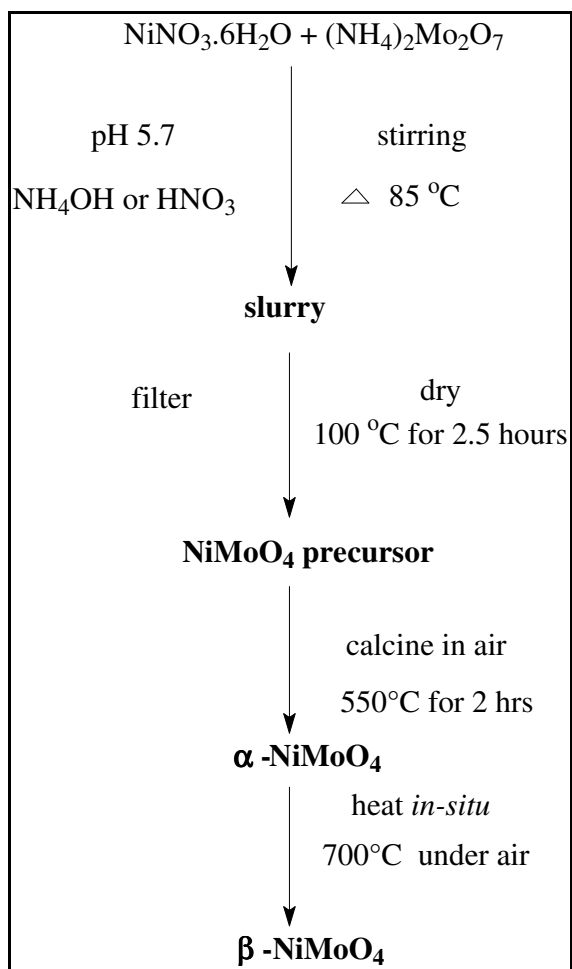 NiNO₃.6H₂O + (NH₄)₂Mo₂O₇
pH 5.7
stirring
NH₄OH or HNO₃
△ 85 °C
slurry
filter
dry
100 °C for 2.5 hours
NiMoO₄ precursor
calcine in air
550°C for 2 hrs
α -NiMoO₄
heat in-situ
700°C under air
β -NiMoO₄